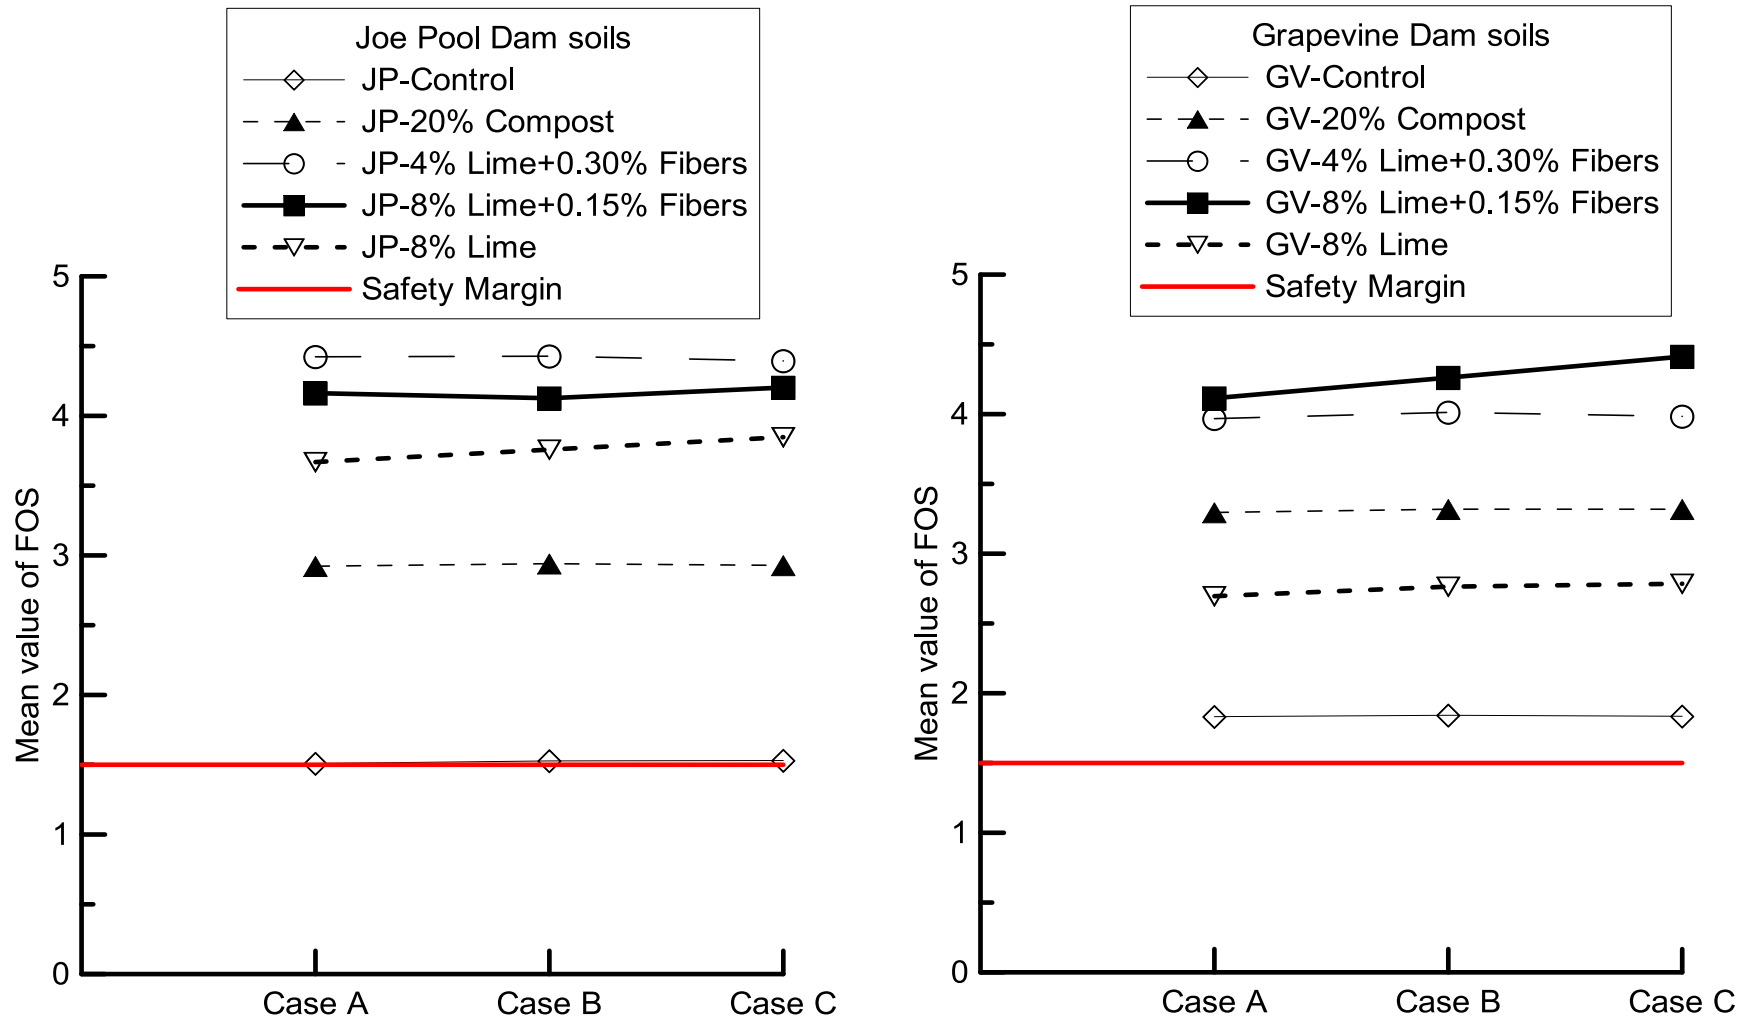 Joe Pool Dam soils
JP-Control
JP-20% Compost
JP-4% Lime+0.30% Fibers
JP-8% Lime+0.15% Fibers
JP-8% Lime
Safety Margin
5
4
3
2
1
0
Mean value of FOS
Case A
Case B
Case C
Grapevine Dam soils
GV-Control
GV-20% Compost
GV-4% Lime+0.30% Fibers
GV-8% Lime+0.15% Fibers
GV-8% Lime
Safety Margin
5
4
3
2
1
0
Mean value of FOS
Case A
Case B
Case C